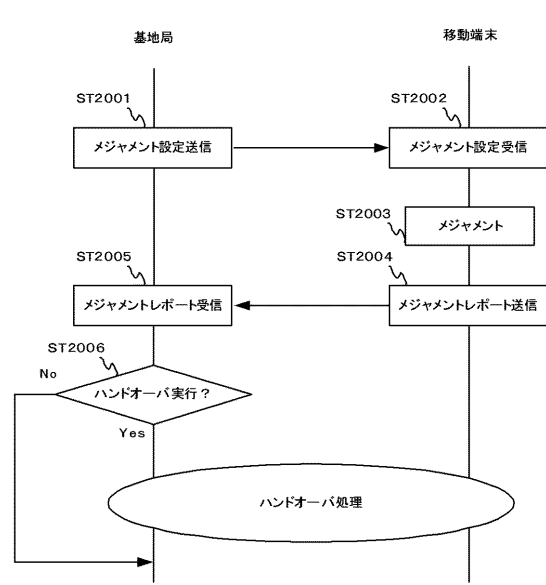 基地局
移動端末
ST2001
ST2002
メジャメント設定送信
メジャメント設定受信
ST2003
メジャメント
ST2005
ST2004
メジャメントレポート受信
メジャメントレポート送信
ST2006
No
ハンドオーバ実行？
Yes
ハンドオーバ処理